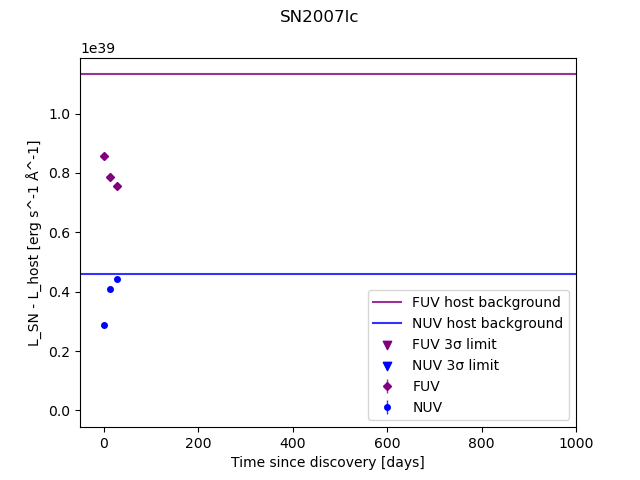 SN2007lc
1e39
L_SN - L_host [erg s^-1 Å^-1]
1.0
0.8
0.6
0.4
0.2
0.0
FUV host background
NUV host background
FUV 3σ limit
NUV 3σ limit
FUV
NUV
0 200 400 600 800 1000
Time since discovery [days]